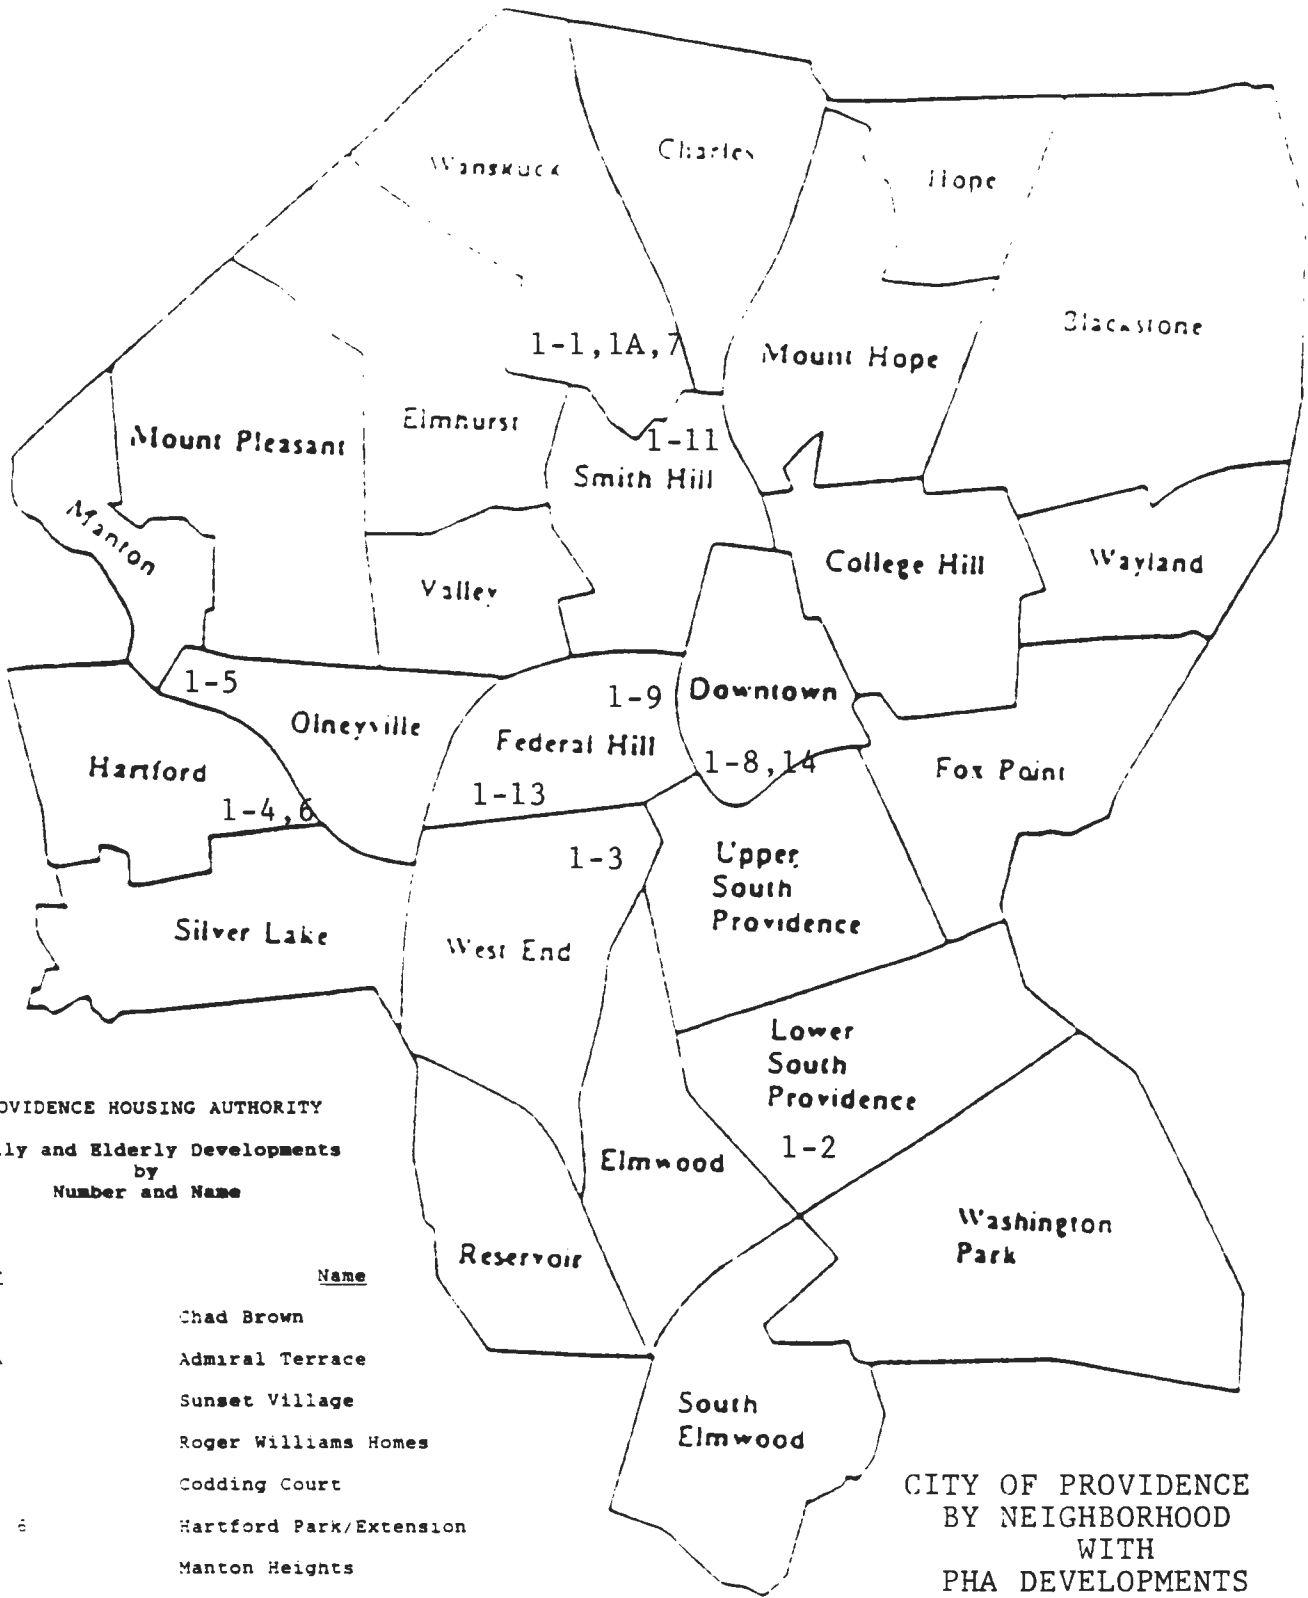 Wanskuck
Charles
Hope
Blackstone
1-1,1A,7
Mount Hope
Elmhurst
Mount Pleasant
1-11
Smith Hill
Manton
College Hill
Wayland
Valley
1-5
1-9
Downtown
Olneyville
Federal Hill
1-8,14
Fox Point
Hartford
1-13
1-4,6
1-3
Upper
South
Providence
Silver Lake
West End
Lower
South
Providence
1-2
Elmwood
Washington
Park
Reservoir
South
Elmwood
OVIDENCE HOUSING AUTHORITY
ly and Elderly Developments
by
Number and Name
Name
Chad Brown
Admiral Terrace
Sunset Village
Roger Williams Homes
Codding Court
6 Hartford Park/Extension
Manton Heights
CITY OF PROVIDENCE
BY NEIGHBORHOOD
WITH
PHA DEVELOPMENTS